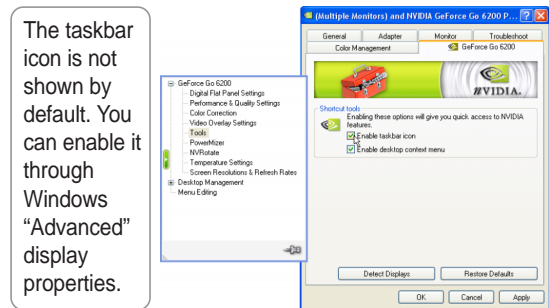 The taskbar
icon is not
shown by
default. You
can enable it
through
Windows
“Advanced”
display
properties.
GeForce Go 6200
Digital Flat Panel Settings
Performance & Quality Settings
Color Correction
Video Overlay Settings
Tools
PowerMizer
NVRotate
Temperature Settings
Screen Resolutions & Refresh Rates
Desktop Management
Menu Editing
(Multiple Monitors) and NVIDIA GeForce Go 6200 P...
General
Adapter
Monitor
Troubleshoot
Color Management
GeForce Go 6200
NVIDIA.
Shortcut tools
Enabling these options will give you quick access to NVIDIA
features.
Enable taskbar icon
Enable desktop context menu
Detect Displays
Restore Defaults
OK
Cancel
Apply